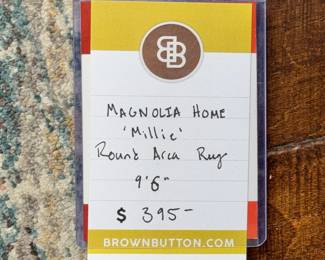 BB
MAGNOLIA HOME
'Millie'
Round Area Rug
9'6"
$ 395-
BROWNBUTTON.COM